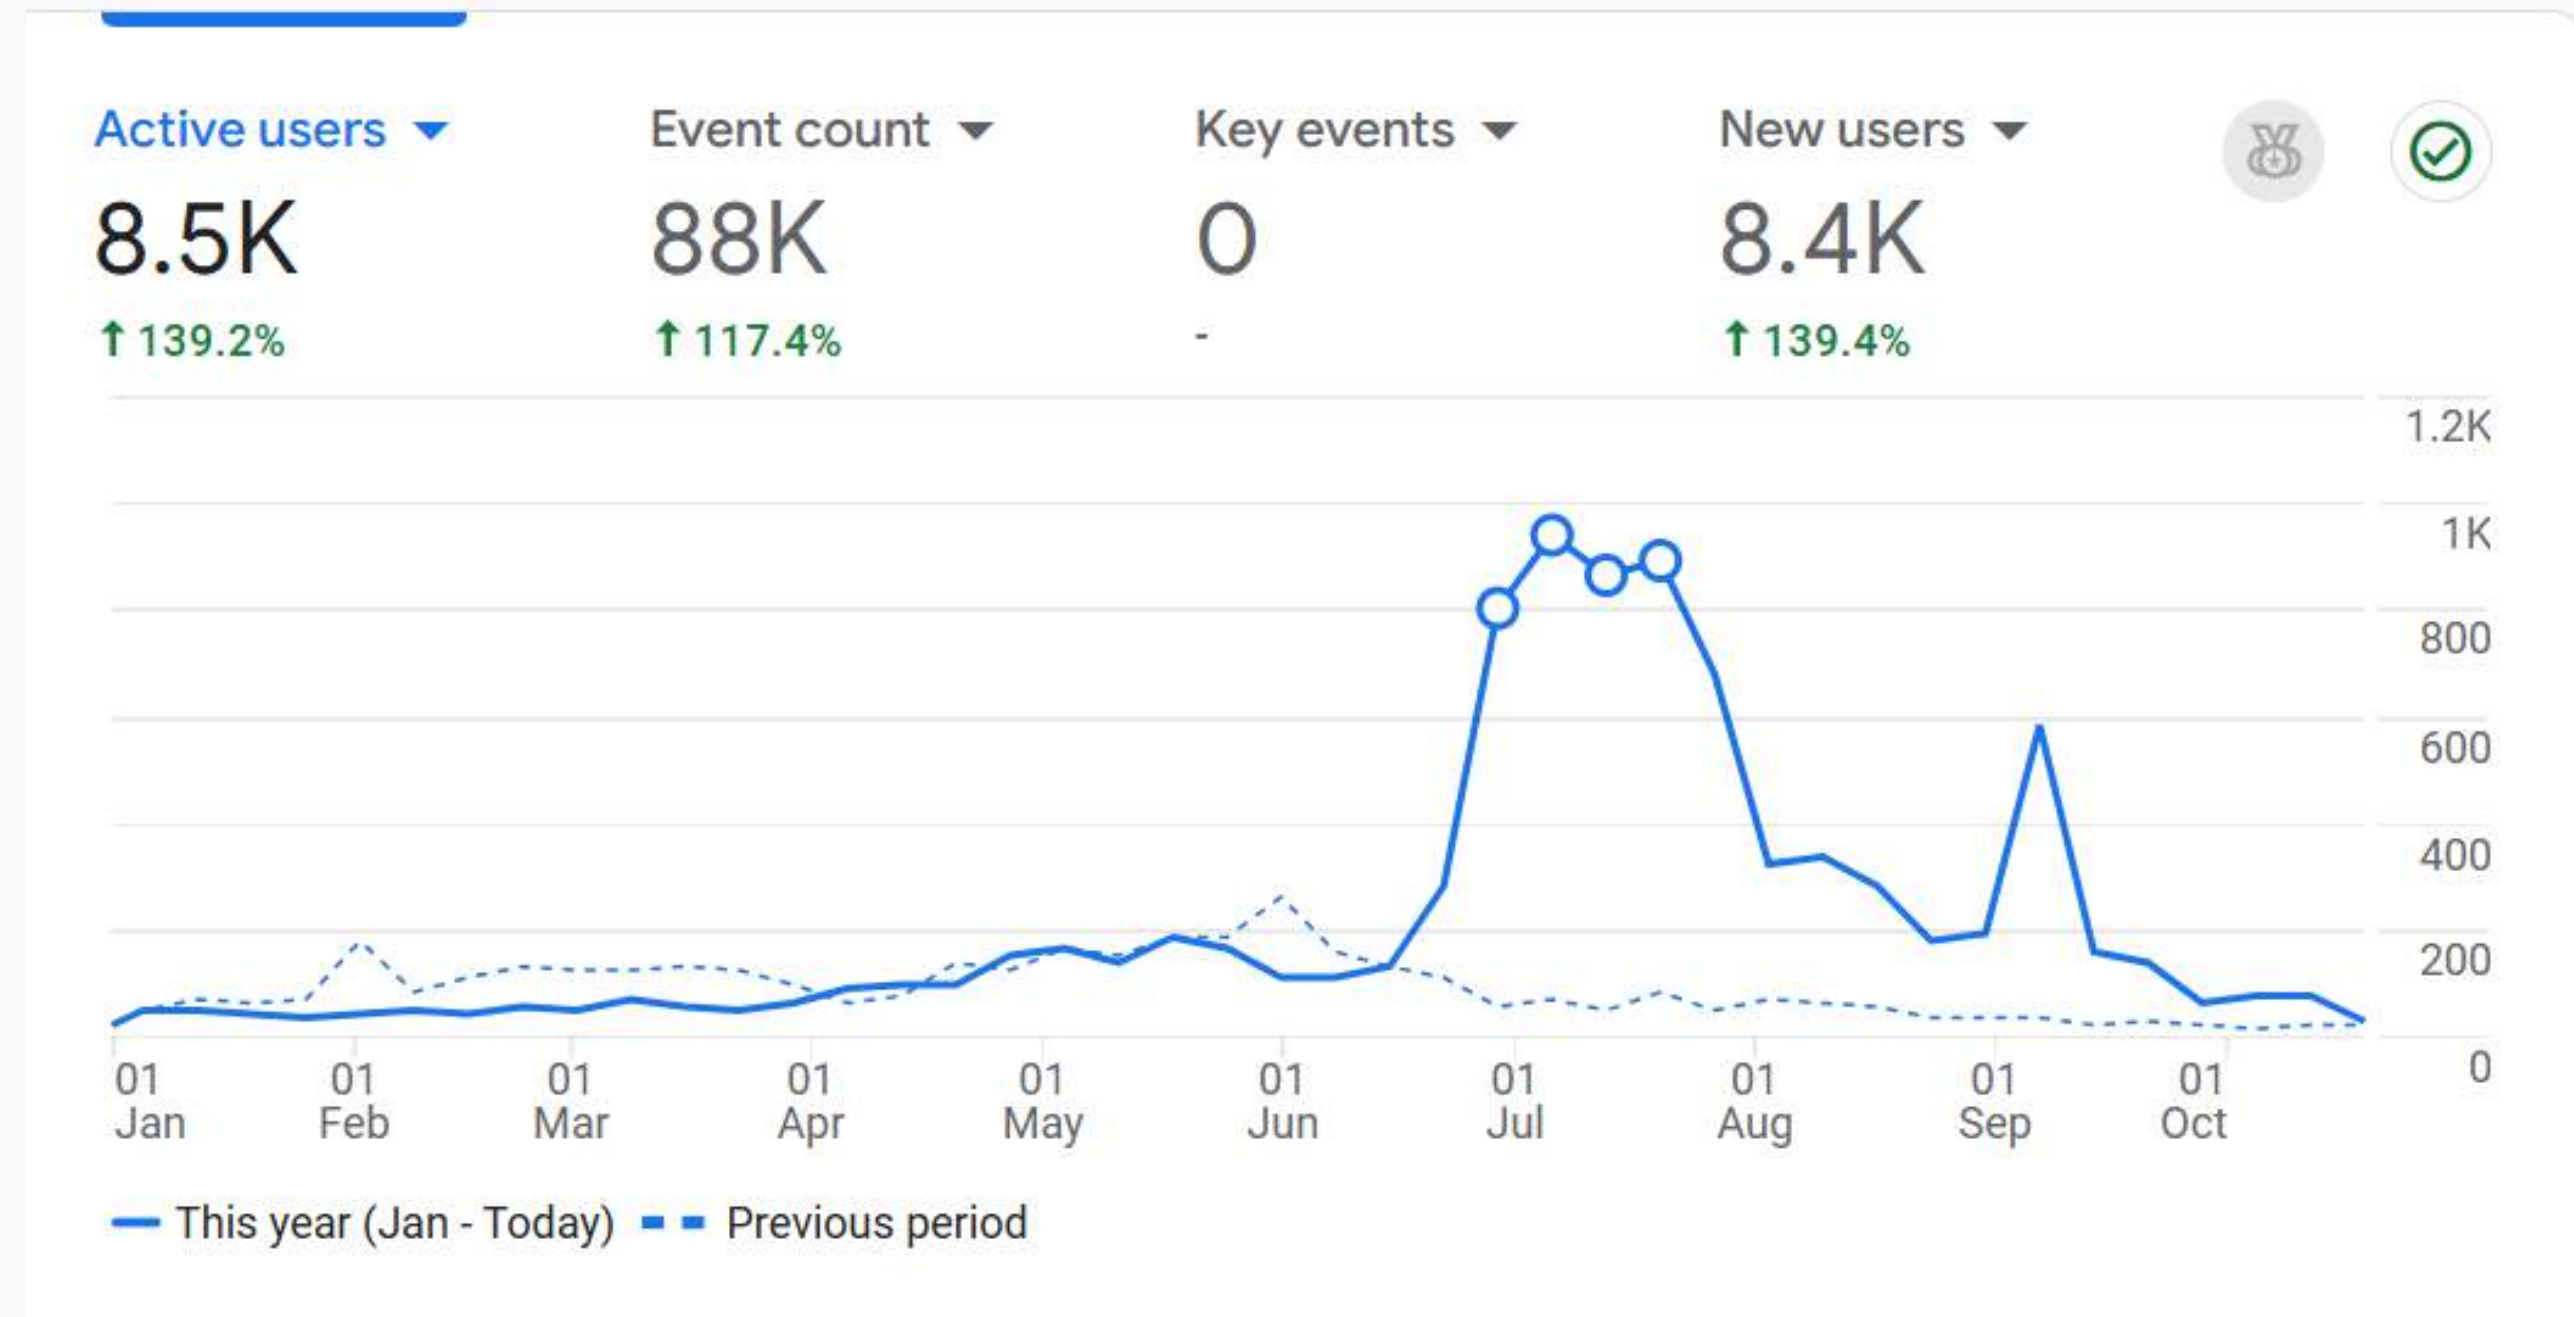 Active users Event count Key events New users
8.5K 88K 0 8.4K
↑ 139.2% ↑ 117.4% - ↑ 139.4%
1.2K
1K
800
600
400
200
0
01 01 01 01 01 01 01 01 01 01
Jan Feb Mar Apr May Jun Jul Aug Sep Oct
This year (Jan - Today) Previous period